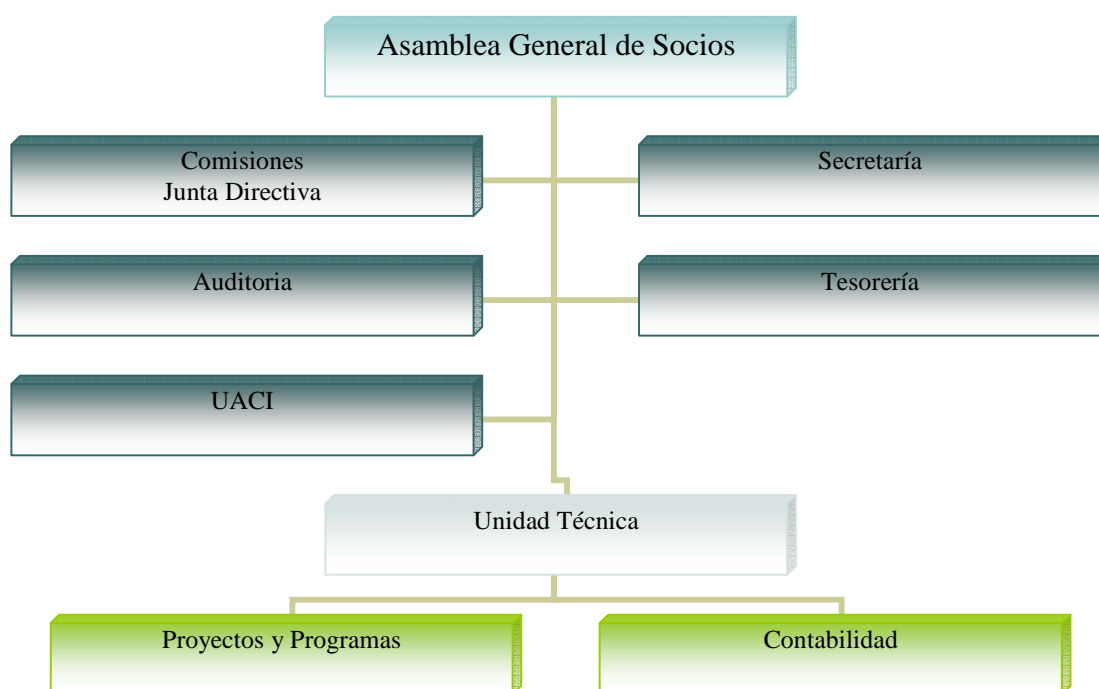 Asamblea General de Socios
Comisiones
Junta Directiva
Secretaría
Auditoria
Tesorería
UACI
Unidad Técnica
Proyectos y Programas
Contabilidad